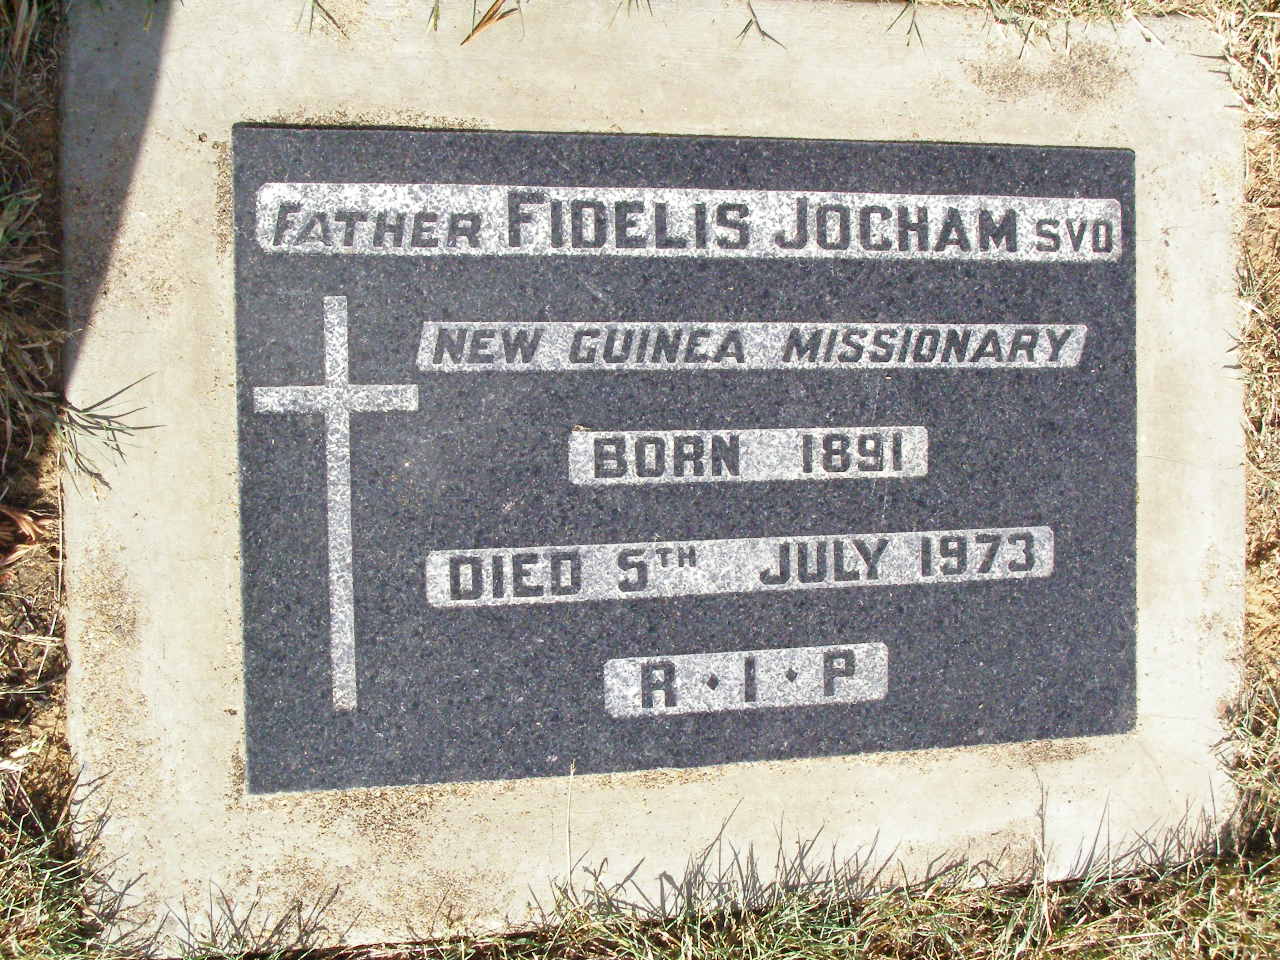 FATHER FIDELIS JOCHAM SVD
NEW GUINEA MISSIONARY
BORN 1891
DIED 5TH JULY 1973
R·I·P